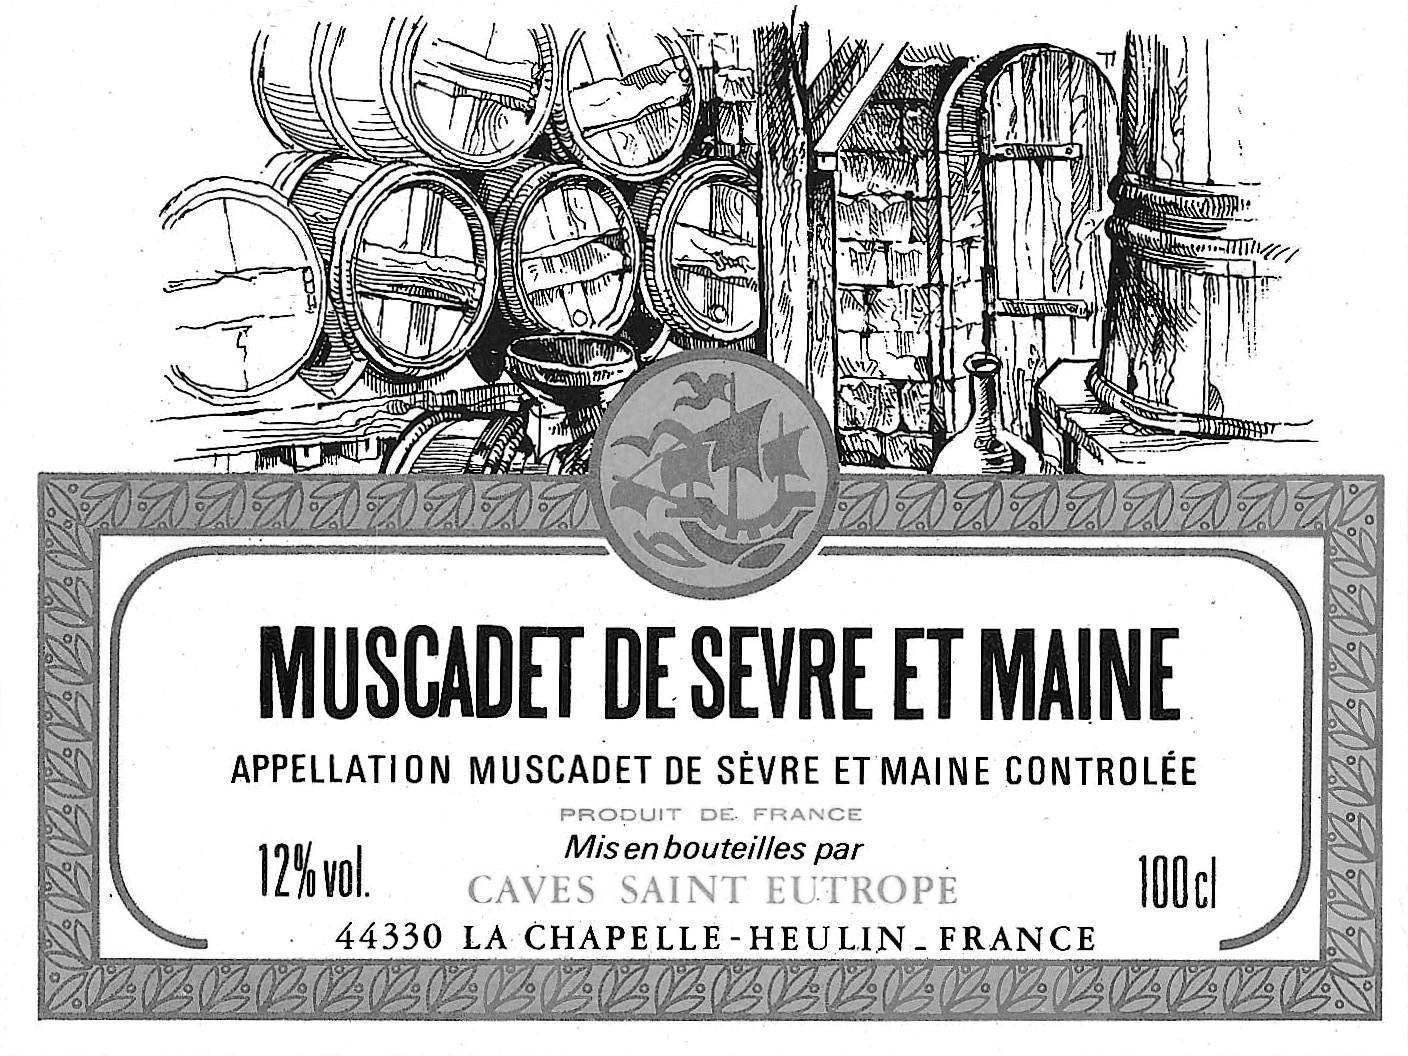 MUSCADET DE SEVRE ET MAINE
APPELLATION MUSCADET DE SÈVRE ET MAINE CONTROLÉE
PRODUIT DE FRANCE
Mis en bouteilles par
12% vol.
CAVES SAINT EUTROPE
100cl
44330 LA CHAPELLE-HEULIN - FRANCE